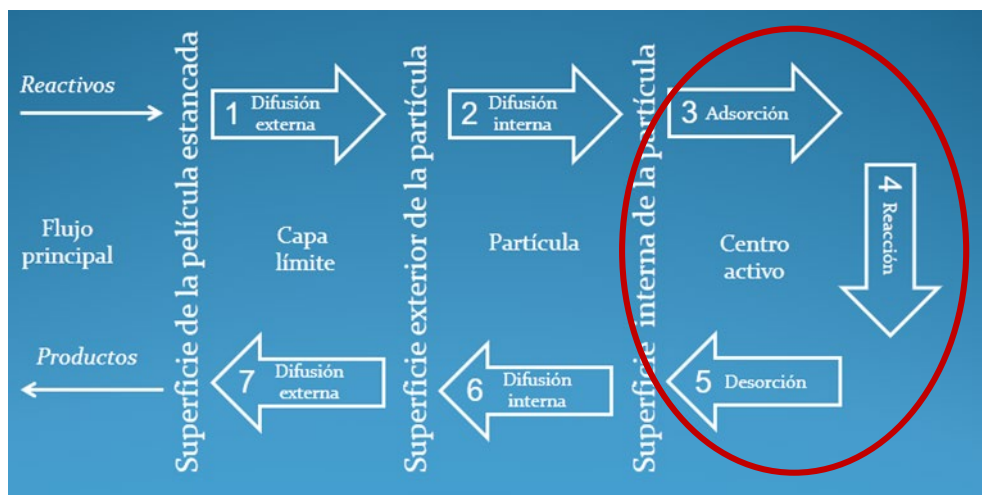 Reactivos
Superficie de la película estancada
1 Difusión
externa
Superficie exterior de la partícula
2 Difusión
interna
Superfisie interna de la partícula
3 Adsorción
4 Reacción
Flujo
principal
Capa
límite
Partícula
Centro
activo
Productos
7 Difusión
externa
6 Difusión
interna
5 Desorción